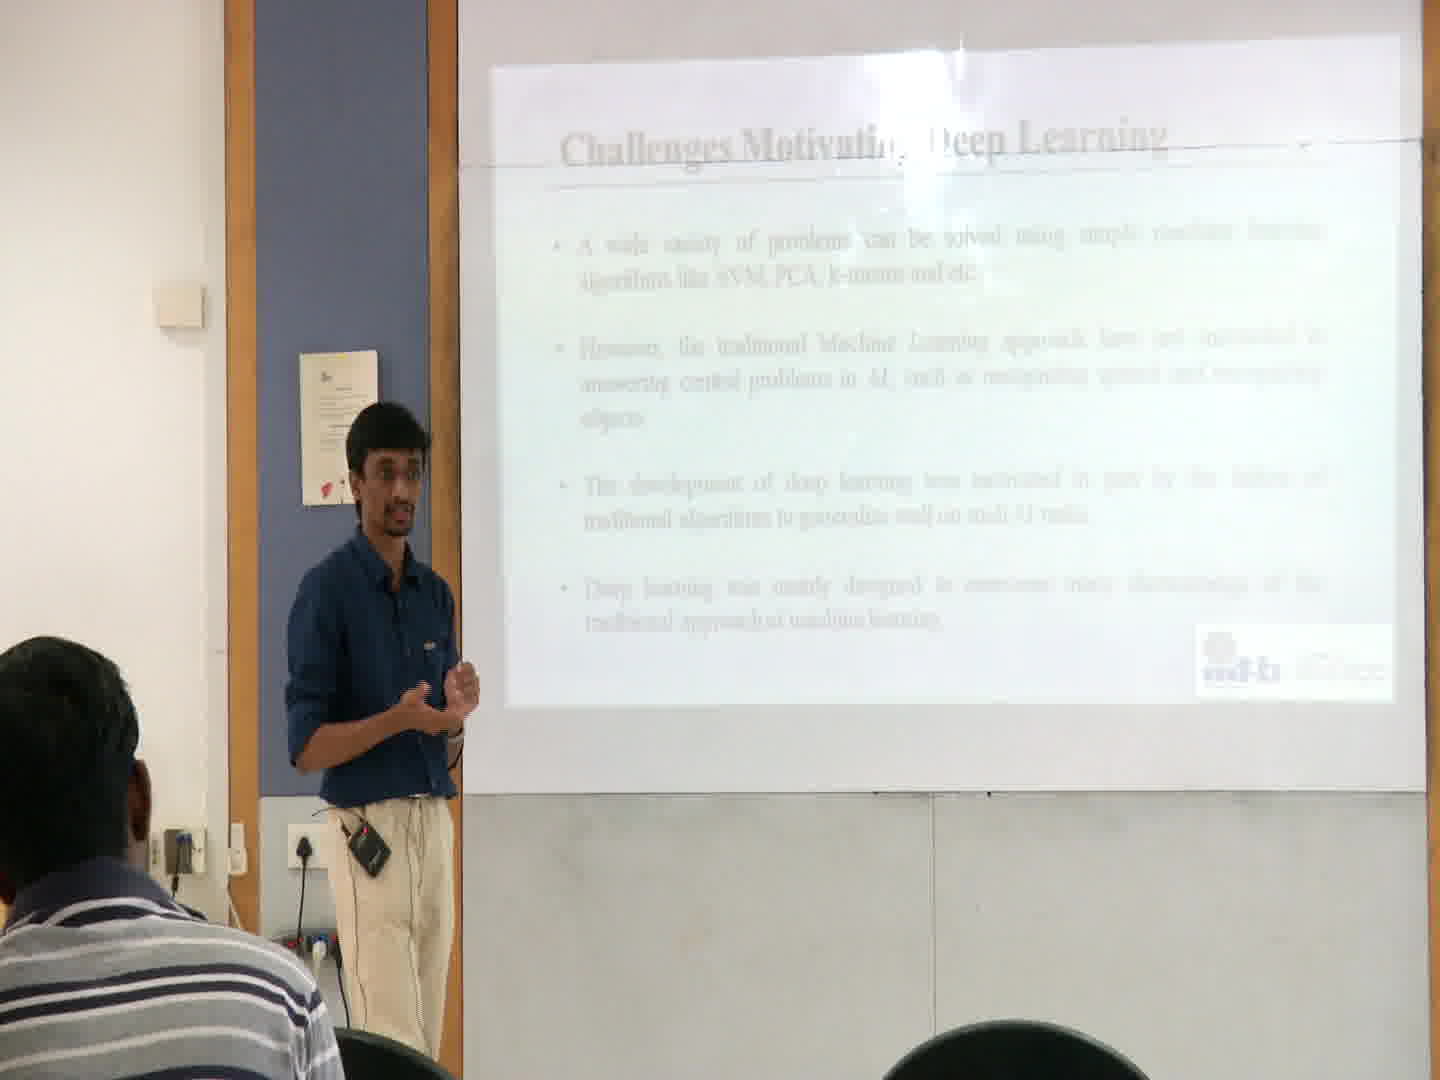 Challenges Motivating Deep Learning
• A wide variety of problems can be solved using simple machine learning
algorithms like SVM, PCA, k-means and etc.
• However, the traditional Machine Learning approach have not succeeded in
answering central problems in AI, such as recognizing speech and recognizing
objects
• The development of deep learning was motivated in part by the failure of
traditional algorithms to generalize well on such AI tasks.
• Deep learning was mainly designed to overcome many shortcomings of the
traditional approach of machine learning.